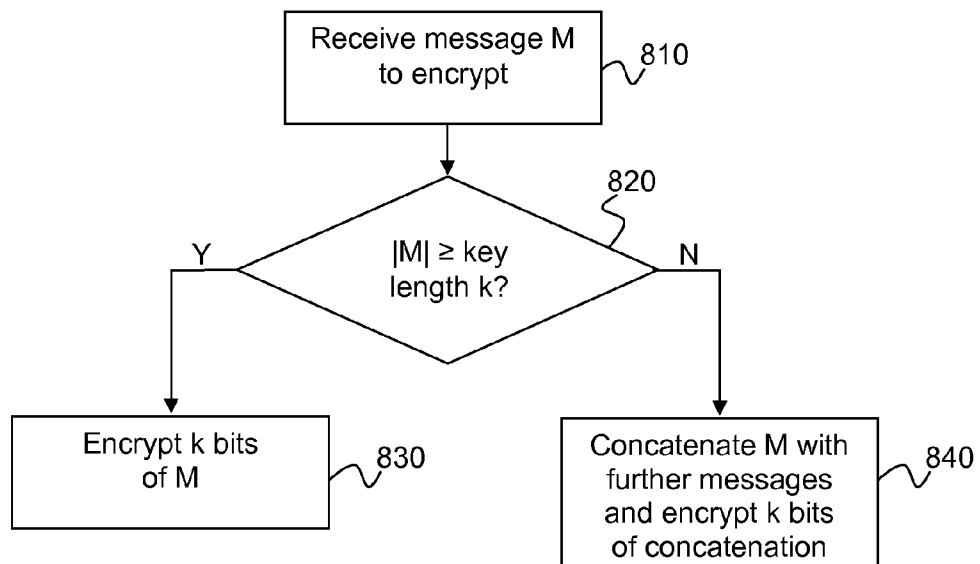 Receive message M
to encrypt
810
820
Y
|M| ≥ key
length k?
N
Encrypt k bits
of M
830
Concatenate M with
further messages
and encrypt k bits
of concatenation
840